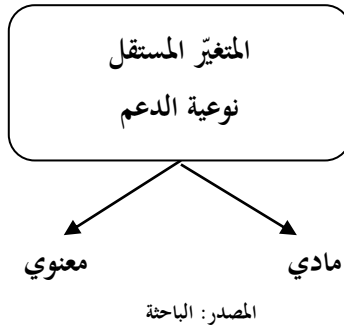 المتغيّر المستقل
نوعية الدعم
مادي
معنوي
المصدر: الباحثة